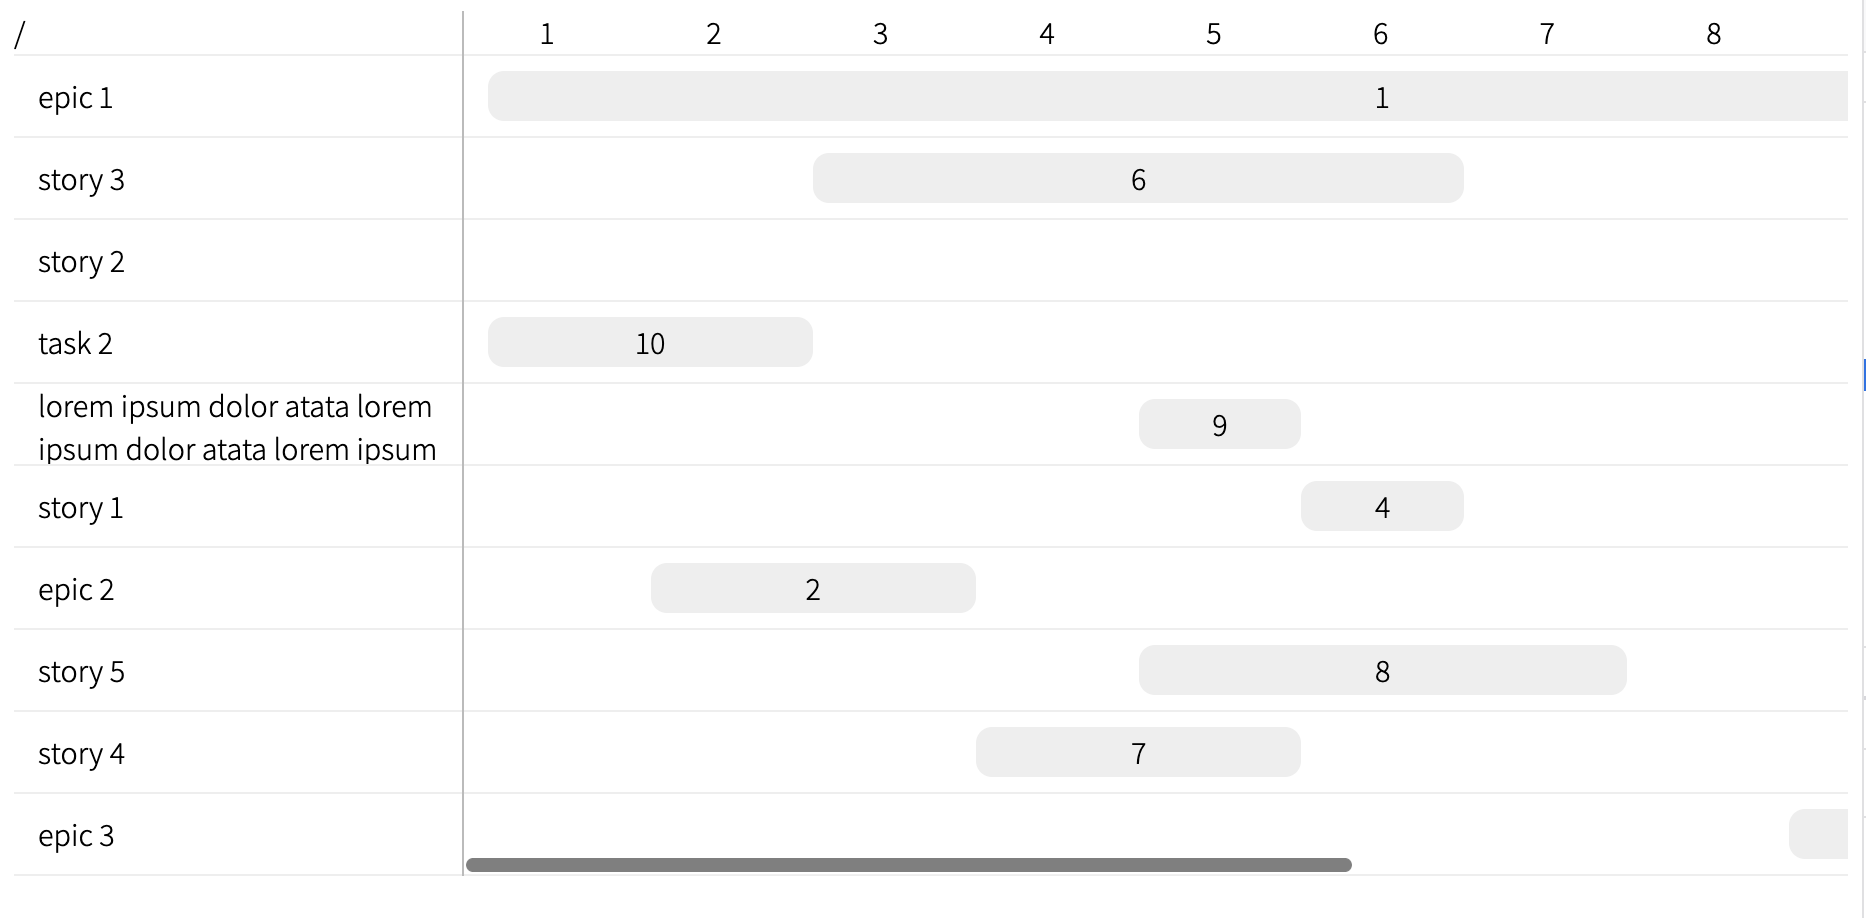 / 1 2 3 4 5 6 7 8
epic 1 1
story 3 6
story 2
task 2 10
lorem ipsum dolor atata lorem
ipsum dolor atata lorem ipsum 9
story 1 4
epic 2 2
story 5 8
story 4 7
epic 3